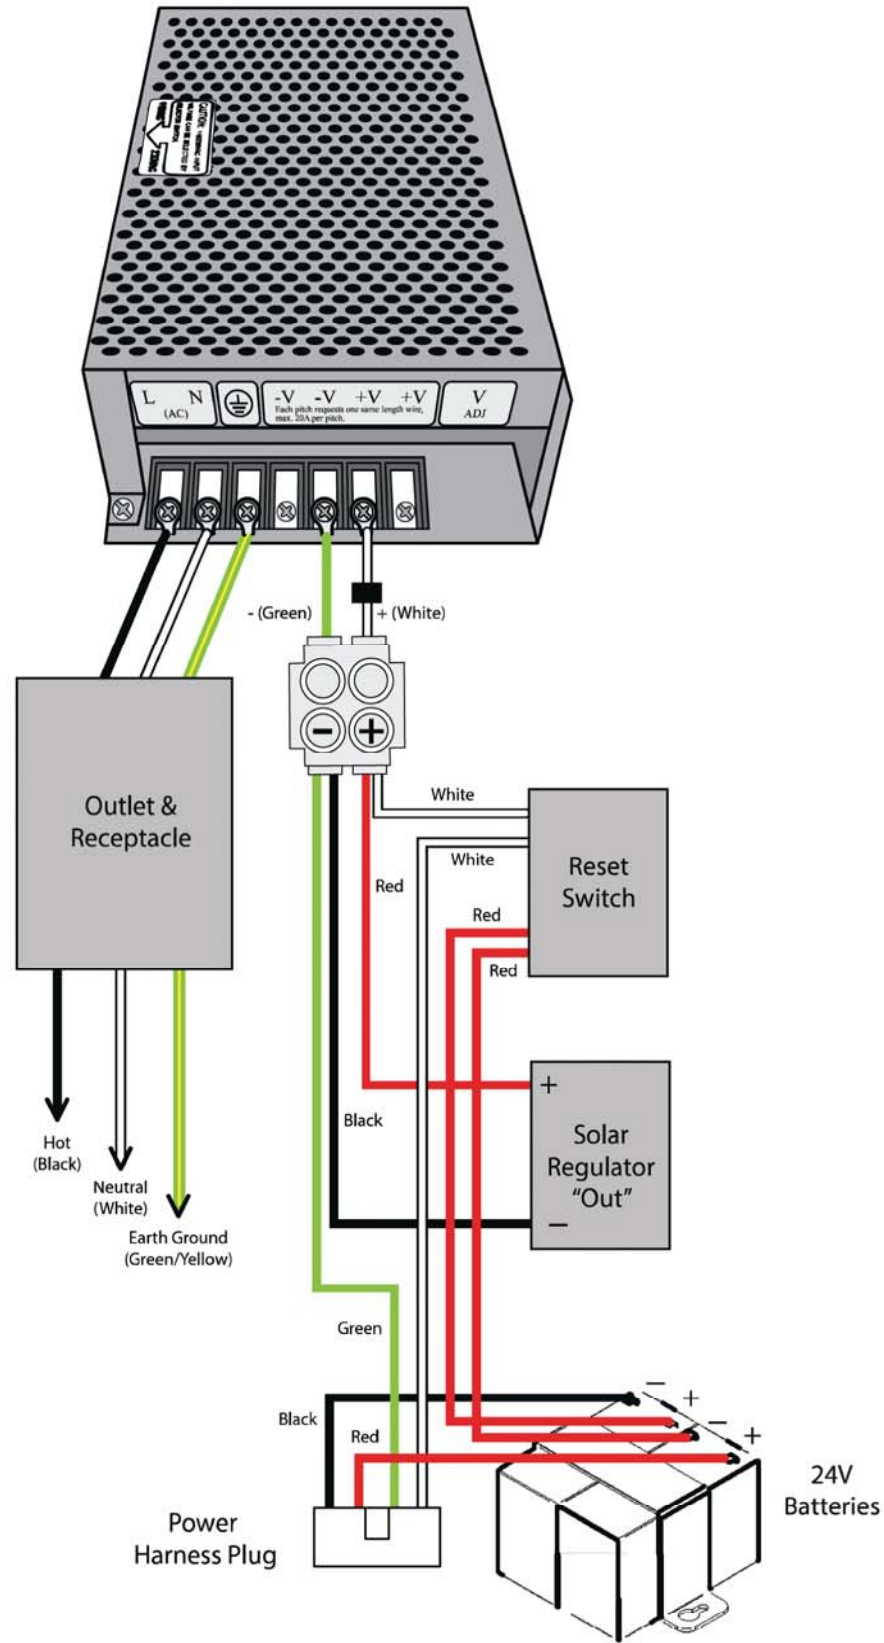 CAUTION:
L N
(AC)
-V -V +V +V
Each pitch requests one same length wire,
max. 20A per pitch.
V
ADJ
- (Green)
+ (White)
-
+
Outlet &
Receptacle
White
White
Red
Reset
Switch
Red
Red
Hot
(Black)
Neutral
(White)
Earth Ground
(Green/Yellow)
Black
+
Solar
Regulator
"Out"
-
Green
Black
Red
-
+
-
+
24V
Batteries
Power
Harness Plug